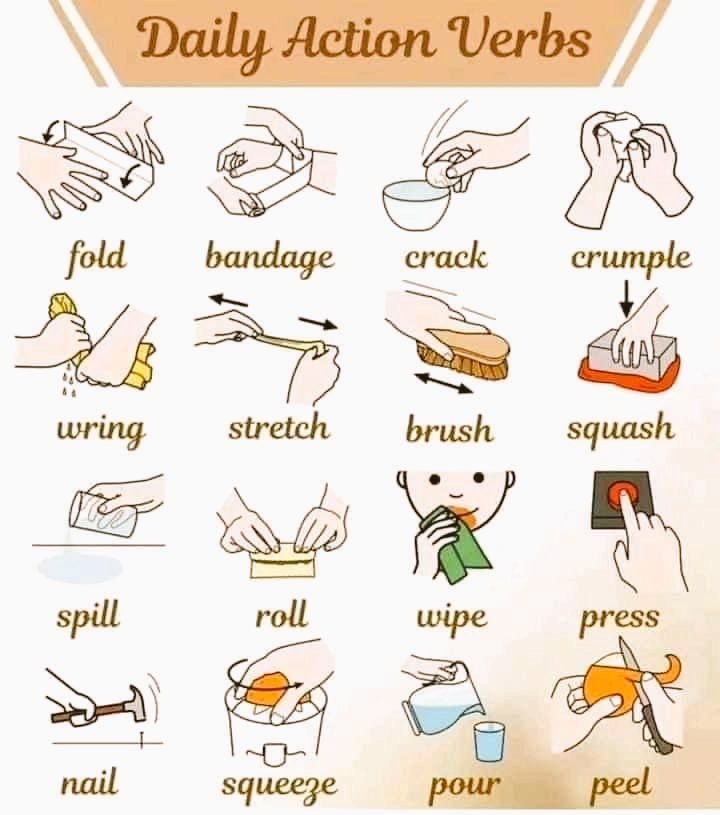 Daily Action Verbs
fold bandage crack crumple
wring stretch brush squash
spill roll wipe press
nail squeeze pour peel